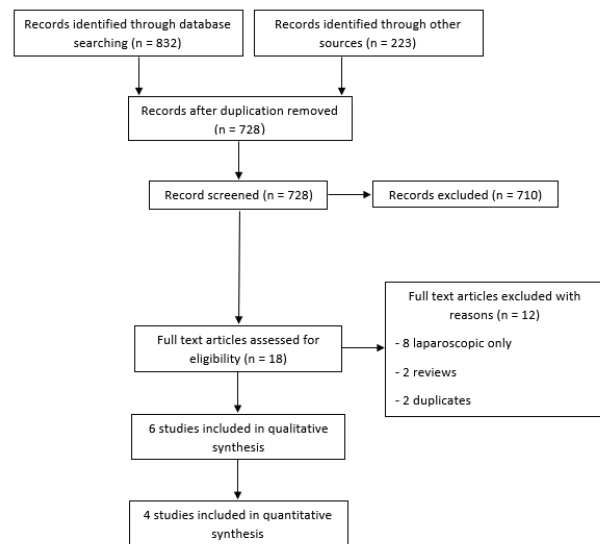 Records identified through database
searching (n = 832)
Records identified through other
sources (n = 223)
Records after duplication removed
(n = 728)
Record screened (n = 728)
Records excluded (n = 710)
Full text articles excluded with
reasons (n = 12)
- 8 laparoscopic only
- 2 reviews
- 2 duplicates
Full text articles assessed for
eligibility (n = 18)
6 studies included in qualitative
synthesis
4 studies included in quantitative
synthesis